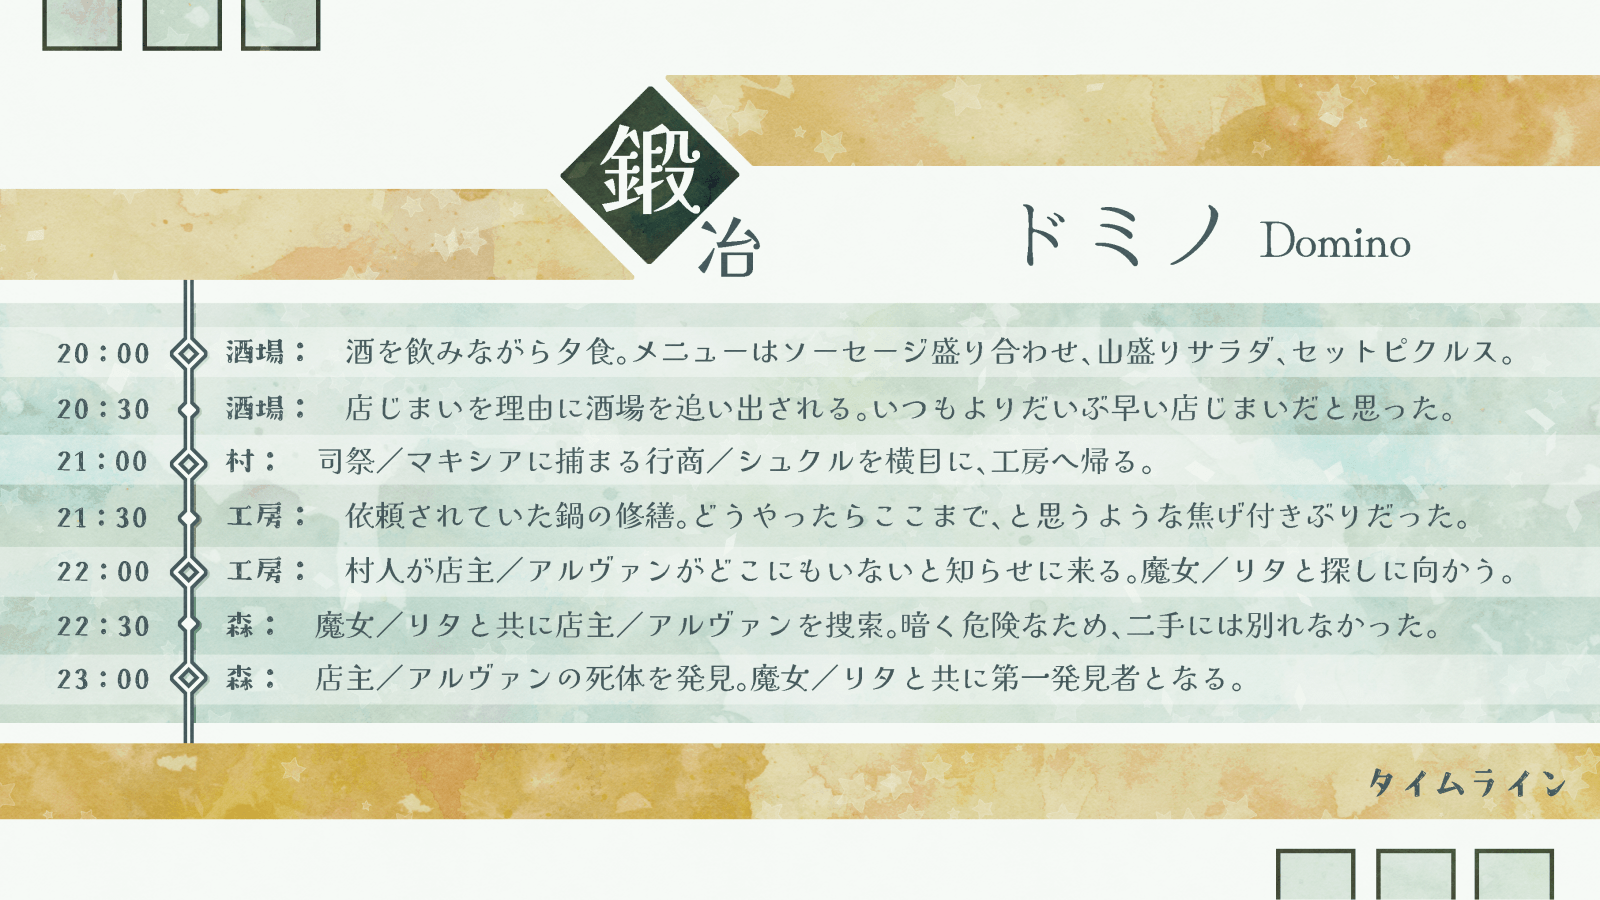 鍛冶
ドミノ Domino
20：00 酒場： 酒を飲みながら夕食。メニューはソーセージ盛り合わせ、山盛りサラダ、セットピクルス。
20：30 酒場： 店じまいを理由に酒場を追い出される。いつもよりだいぶ早い店じまいだと思った。
21：00 村： 司祭／マキシアに捕まる行商／シュクルを横目に、工房へ帰る。
21：30 工房： 依頼されていた鍋の修繕。どうやったらここまで、と思うような焦げ付きぶりだった。
22：00 工房： 村人が店主／アルヴァンがどこにもいないと知らせに来る。魔女／リタと探しに向かう。
22：30 森： 魔女／リタと共に店主／アルヴァンを捜索。暗く危険なため、二手には別れなかった。
23：00 森： 店主／アルヴァンの死体を発見。魔女／リタと共に第一発見者となる。
タイムライン